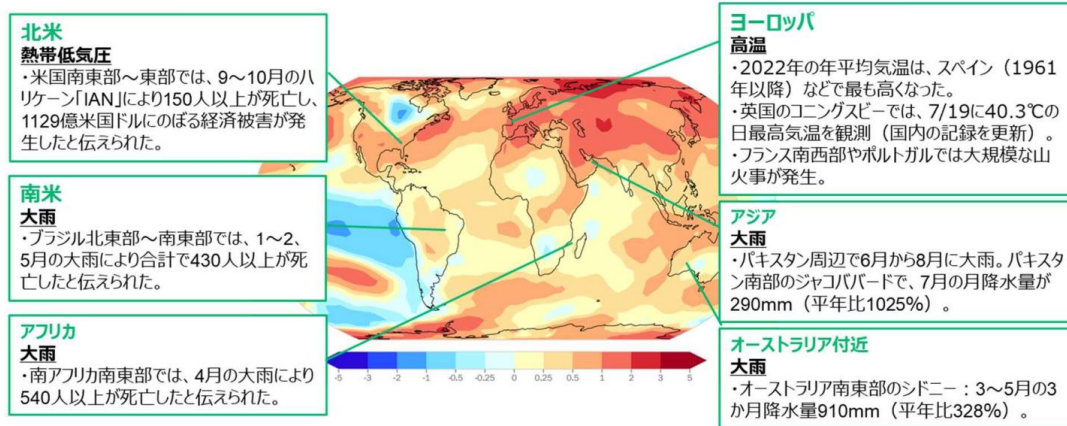 北米
熱帯低気圧
・米国南東部～東部では、9～10月のハ
リケーン「IAN」により150人以上が死亡し、
1129億米国ドルにのぼる経済被害が発
生したと伝えられた。
南米
大雨
・ブラジル北東部～南東部では、1～2、
5月の大雨により合計で430人以上が死
亡したと伝えられた。
アフリカ
大雨
・南アフリカ南東部では、4月の大雨により
540人以上が死亡したと伝えられた。
-5 -3 -2 -1 -0.5 -0.25 0 0.25 0.5 1 2 3 5
ヨーロッパ
高温
・2022年の年平均気温は、スペイン（1961
年以降）などで最も高くなった。
・英国のコニングスビーでは、7/19に40.3℃の
日最高気温を観測（国内の記録を更新）。
・フランス南西部やポルトガルでは大規模な山
火事が発生。
アジア
大雨
・パキスタン周辺で6月から8月に大雨。パキスタ
ン南部のジャコババードで、7月の月降水量が
290mm（平年比1025%）。
オーストラリア付近
大雨
・オーストラリア南東部のシドニー：3～5月の3
か月降水量910mm（平年比328%）。